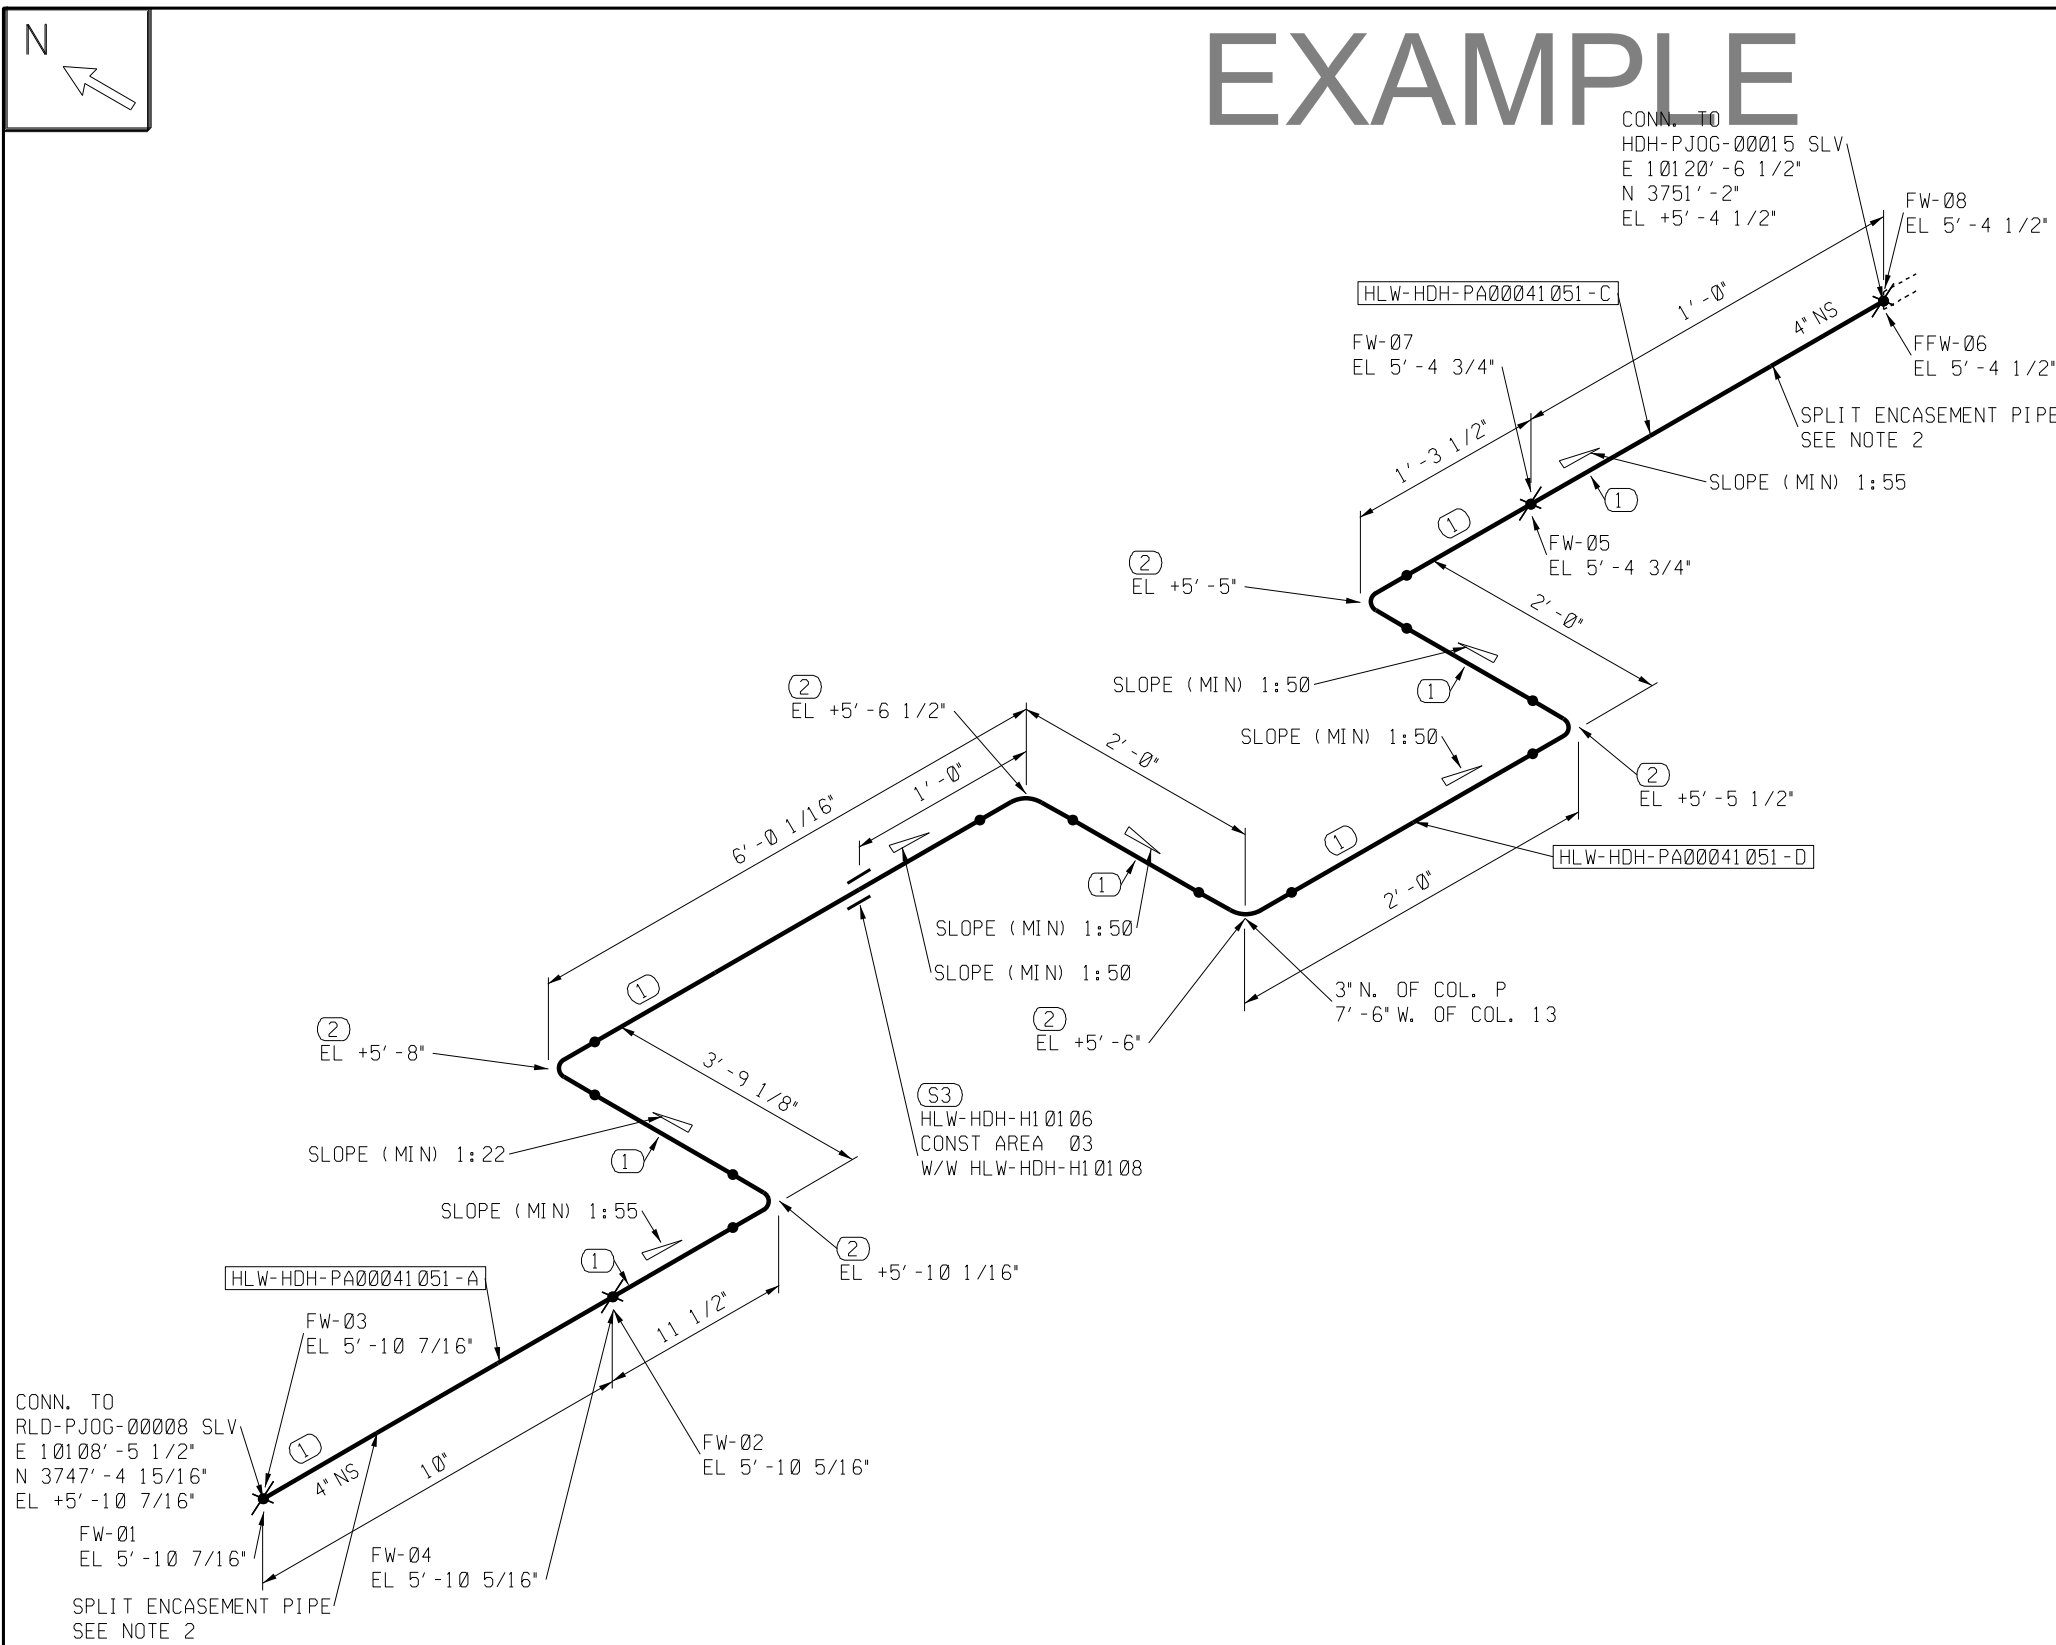 N
EXAMPLE
CONN. TO
HDH-PJOG-00015 SLV
E 10120'-6 1/2"
N 3751'-2"
EL +5'-4 1/2"
FW-08
EL 5'-4 1/2"
HLW-HDH-PA00041051-C
1'-0"
4" NS
FW-07
EL 5'-4 3/4"
FFW-06
EL 5'-4 1/2"
SPLIT ENCASEMENT PIPE
SEE NOTE 2
1'-3 1/2"
SLOPE (MIN) 1:55
1
1
FW-05
EL 5'-4 3/4"
2
EL +5'-5"
2'-0"
SLOPE (MIN) 1:50
1
2
EL +5'-6 1/2"
SLOPE (MIN) 1:50
2'-0"
2
EL +5'-5 1/2"
1'-0"
6'-0 1/16"
1
HLW-HDH-PA00041051-D
1
2'-0"
SLOPE (MIN) 1:50
SLOPE (MIN) 1:50
3" N. OF COL. P
7'-6" W. OF COL. 13
1
2
EL +5'-6"
2
EL +5'-8"
3'-9 1/8"
S3
HLW-HDH-H10106
CONST AREA 03
W/W HLW-HDH-H10108
SLOPE (MIN) 1:22
1
SLOPE (MIN) 1:55
2
EL +5'-10 1/16"
1
HLW-HDH-PA00041051-A
11 1/2"
FW-03
EL 5'-10 7/16"
CONN. TO
RLD-PJOG-00008 SLV
E 10108'-5 1/2"
N 3747'-4 15/16"
EL +5'-10 7/16"
1
4" NS
10"
FW-02
EL 5'-10 5/16"
FW-01
EL 5'-10 7/16"
FW-04
EL 5'-10 5/16"
SPLIT ENCASEMENT PIPE
SEE NOTE 2